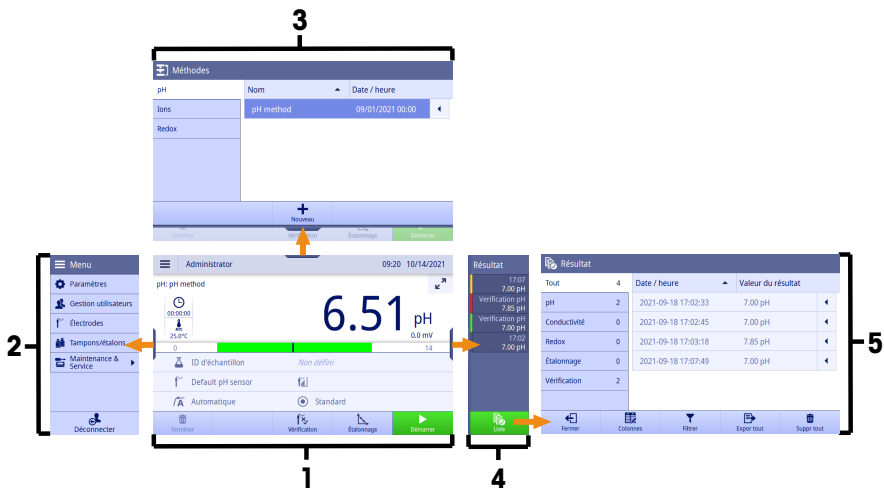 3
Méthodes
pH
Nom
Date / heure
Ions
pH method
09/01/2021 00:00
Redox
Nouveau
Terminer
Vérification
Étalonnage
Démarrer
2
Menu
Paramètres
Gestion utilisateurs
Électrodes
Tampons/étalons
Maintenance &
Service
Déconnecter
Administrator
09:20 10/14/2021
pH: pH method
00:00:00
ATC
25.0°C
6.51 pH
0.0 mV
0
14
ID d'échantillon
Non défini
Default pH sensor
Automatique
Standard
Terminer
Vérification
Étalonnage
Démarrer
1
Résultat
17:07
7.00 pH
Verification pH
7.85 pH
Verification pH
7.00 pH
17:02
7.00 pH
Liste
4
Résultat
Tout 4
Date / heure
Valeur du résultat
pH 2
2021-09-18 17:02:33
7.00 pH
Conductivité 0
2021-09-18 17:02:45
7.00 pH
Redox 0
2021-09-18 17:03:18
7.85 pH
Étalonnage 0
2021-09-18 17:07:49
7.00 pH
Vérification 2
Fermer
Colonnes
Filtrer
Expor tout
Suppr tout
5